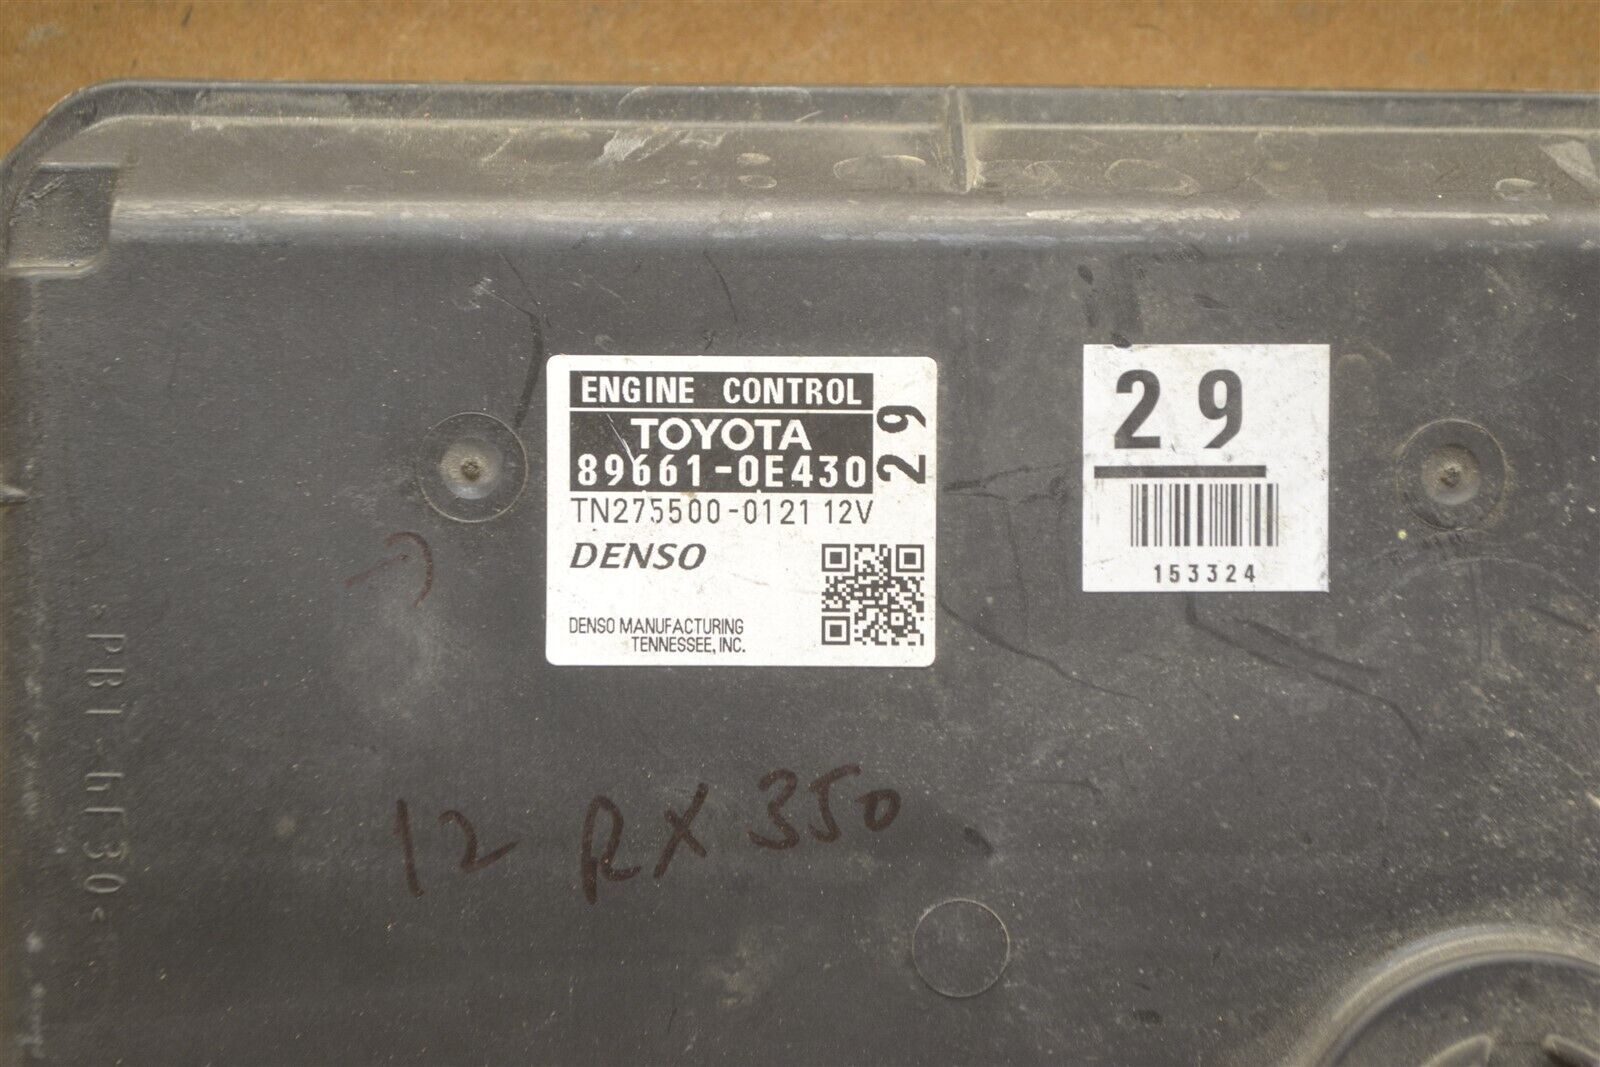 ENGINE CONTROL
TOYOTA
89661-0E430
29
TN275500-0121 12V
DENSO
DENSO MANUFACTURING
TENNESSEE, INC.
29
153324
12 RX 350